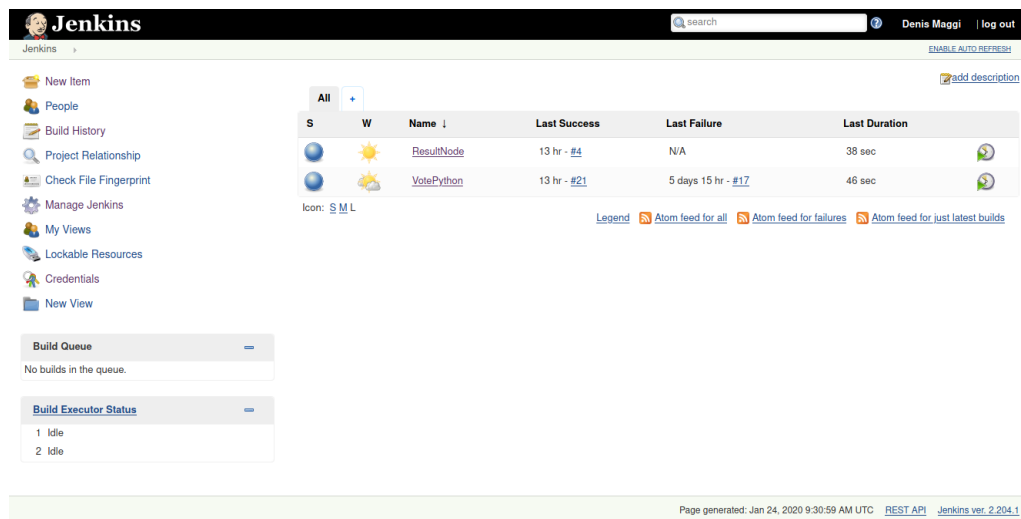 Jenkins
search
Denis Maggi | log out
Jenkins
ENABLE AUTO REFRESH
New Item
People
Build History
Project Relationship
Check File Fingerprint
Manage Jenkins
My Views
Lockable Resources
Credentials
New View
Build Queue
No builds in the queue.
Build Executor Status
1 Idle
2 Idle
add description
All +
S W Name ↓ Last Success Last Failure Last Duration
ResultNode 13 hr - #4 N/A 38 sec
VotePython 13 hr - #21 5 days 15 hr - #17 46 sec
Icon: S M L
Legend Atom feed for all Atom feed for failures Atom feed for just latest builds
Page generated: Jan 24, 2020 9:30:59 AM UTC REST API Jenkins ver. 2.204.1